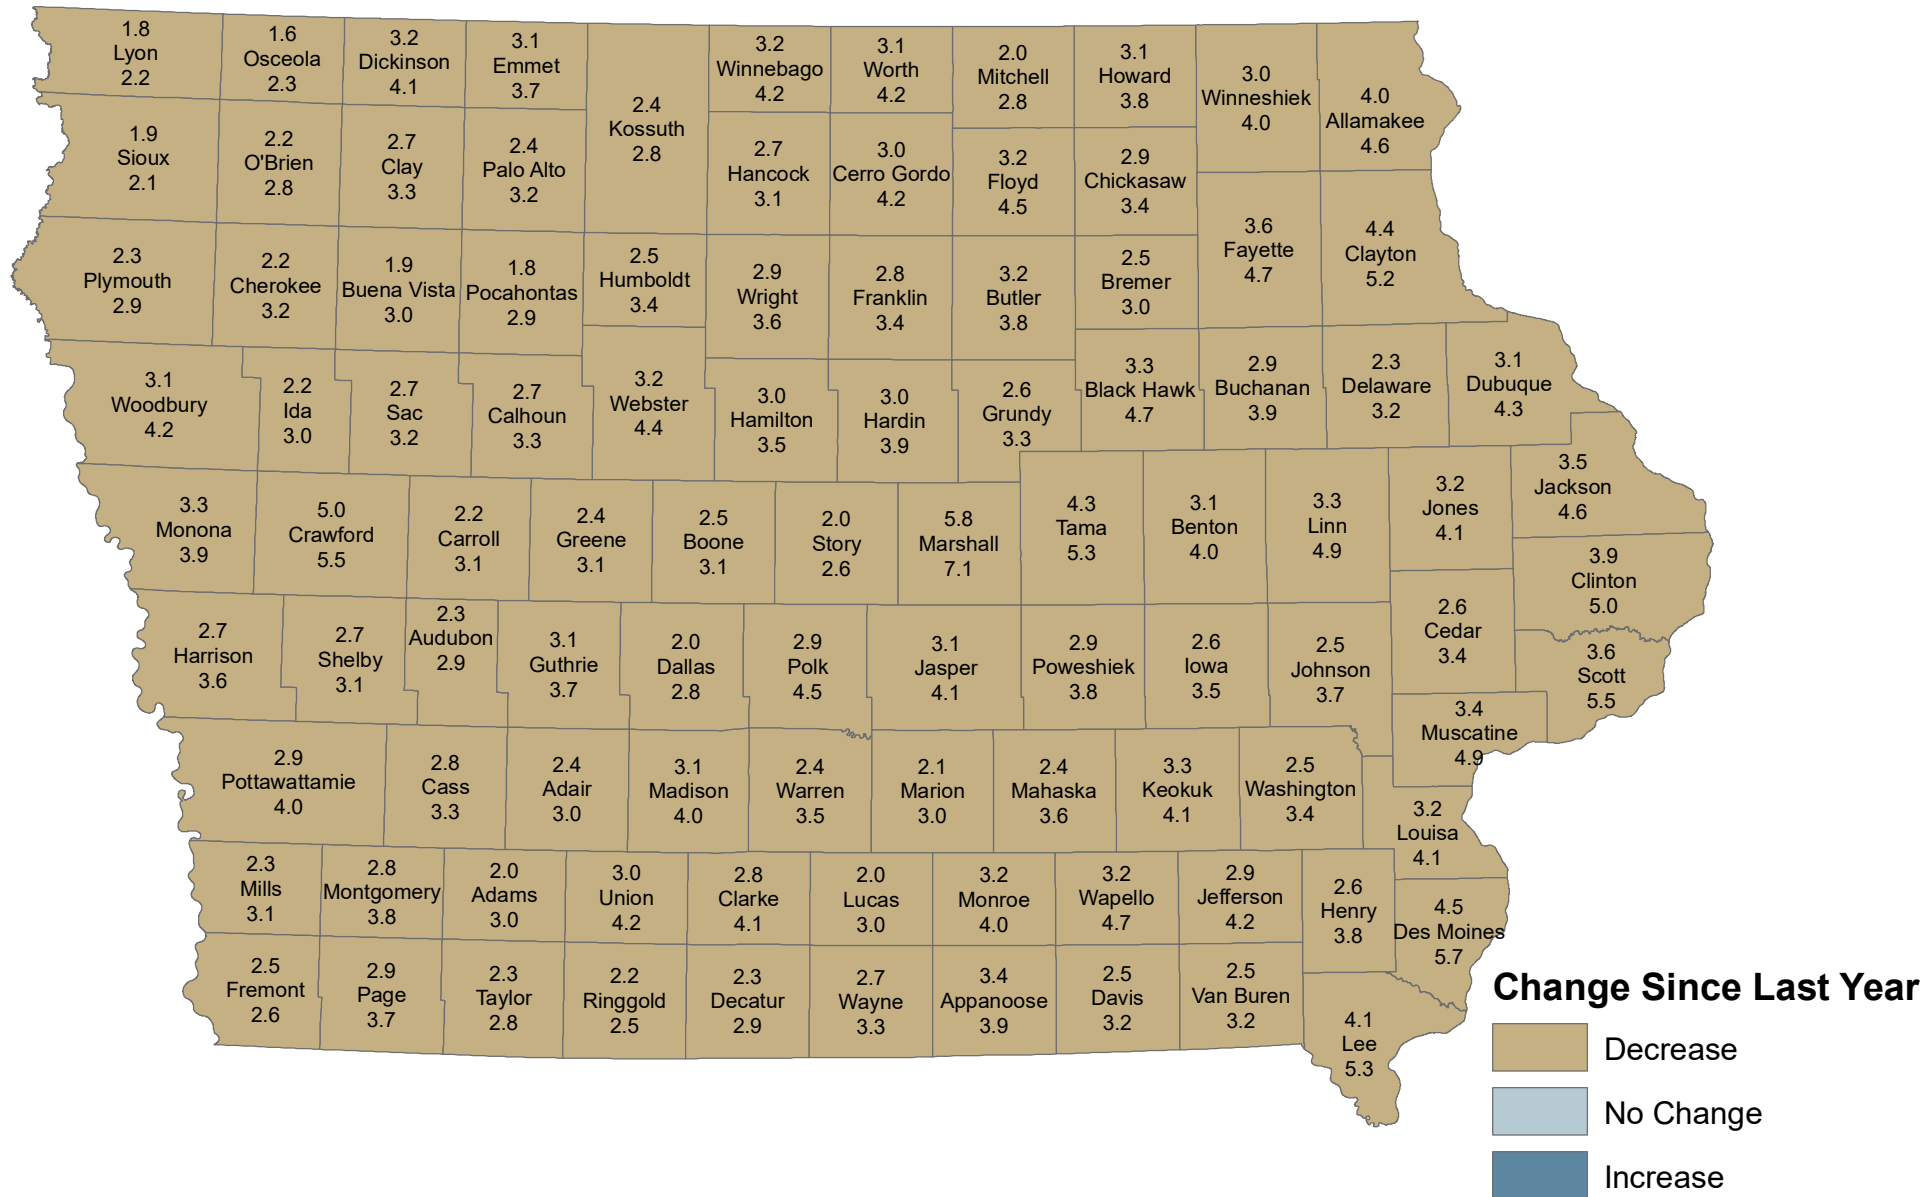 1.8
Lyon
2.2
1.6
Osceola
2.3
3.2
Dickinson
4.1
3.1
Emmet
3.7
2.4
Kossuth
2.8
3.2
Winnebago
4.2
3.1
Worth
4.2
2.0
Mitchell
2.8
3.1
Howard
3.8
3.0
Winneshiek
4.0
4.0
Allamakee
4.6
1.9
Sioux
2.1
2.2
O'Brien
2.8
2.7
Clay
3.3
2.4
Palo Alto
3.2
2.7
Hancock
3.1
3.0
Cerro Gordo
4.2
3.2
Floyd
4.5
2.9
Chickasaw
3.4
3.6
Fayette
4.7
4.4
Clayton
5.2
2.3
Plymouth
2.9
2.2
Cherokee
3.2
1.9
Buena Vista
3.0
1.8
Pocahontas
2.9
2.5
Humboldt
3.4
2.9
Wright
3.6
2.8
Franklin
3.4
3.2
Butler
3.8
2.5
Bremer
3.0
3.1
Woodbury
4.2
2.2
Ida
3.0
2.7
Sac
3.2
2.7
Calhoun
3.3
3.2
Webster
4.4
3.0
Hamilton
3.5
3.0
Hardin
3.9
2.6
Grundy
3.3
3.3
Black Hawk
4.7
2.9
Buchanan
3.9
2.3
Delaware
3.2
3.1
Dubuque
4.3
3.3
Monona
3.9
5.0
Crawford
5.5
2.2
Carroll
3.1
2.4
Greene
3.1
2.5
Boone
3.1
2.0
Story
2.6
5.8
Marshall
7.1
4.3
Tama
5.3
3.1
Benton
4.0
3.3
Linn
4.9
3.2
Jones
4.1
3.5
Jackson
4.6
3.9
Clinton
5.0
2.7
Harrison
3.6
2.7
Shelby
3.1
2.3
Audubon
2.9
3.1
Guthrie
3.7
2.0
Dallas
2.8
2.9
Polk
4.5
3.1
Jasper
4.1
2.9
Poweshiek
3.8
2.6
Iowa
3.5
2.5
Johnson
3.7
2.6
Cedar
3.4
3.6
Scott
5.5
3.4
Muscatine
4.9
2.9
Pottawattamie
4.0
2.8
Cass
3.3
2.4
Adair
3.0
3.1
Madison
4.0
2.4
Warren
3.5
2.1
Marion
3.0
2.4
Mahaska
3.6
3.3
Keokuk
4.1
2.5
Washington
3.4
3.2
Louisa
4.1
2.3
Mills
3.1
2.8
Montgomery
3.8
2.0
Adams
3.0
3.0
Union
4.2
2.8
Clarke
4.1
2.0
Lucas
3.0
3.2
Monroe
4.0
3.2
Wapello
4.7
2.9
Jefferson
4.2
2.6
Henry
3.8
4.5
Des Moines
5.7
2.5
Fremont
2.6
2.9
Page
3.7
2.3
Taylor
2.8
2.2
Ringgold
2.5
2.3
Decatur
2.9
2.7
Wayne
3.3
3.4
Appanoose
3.9
2.5
Davis
3.2
2.5
Van Buren
3.2
4.1
Lee
5.3
Change Since Last Year
Decrease
No Change
Increase